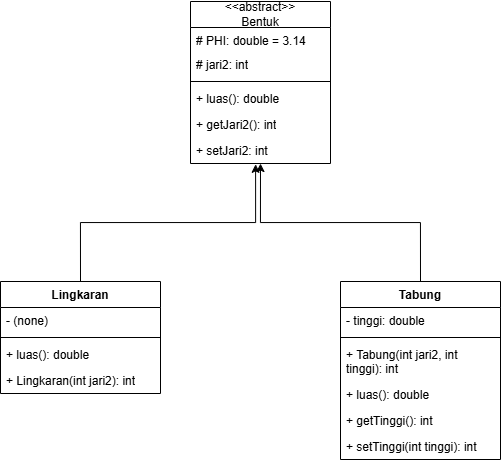 <<abstract>>
Bentuk
# PHI: double = 3.14
# jari2: int
+ luas(): double
+ getJari2(): int
+ setJari2: int
Lingkaran
- (none)
+ luas(): double
+ Lingkaran(int jari2): int
Tabung
- tinggi: double
+ Tabung(int jari2, int
tinggi): int
+ luas(): double
+ getTinggi(): int
+ setTinggi(int tinggi): int